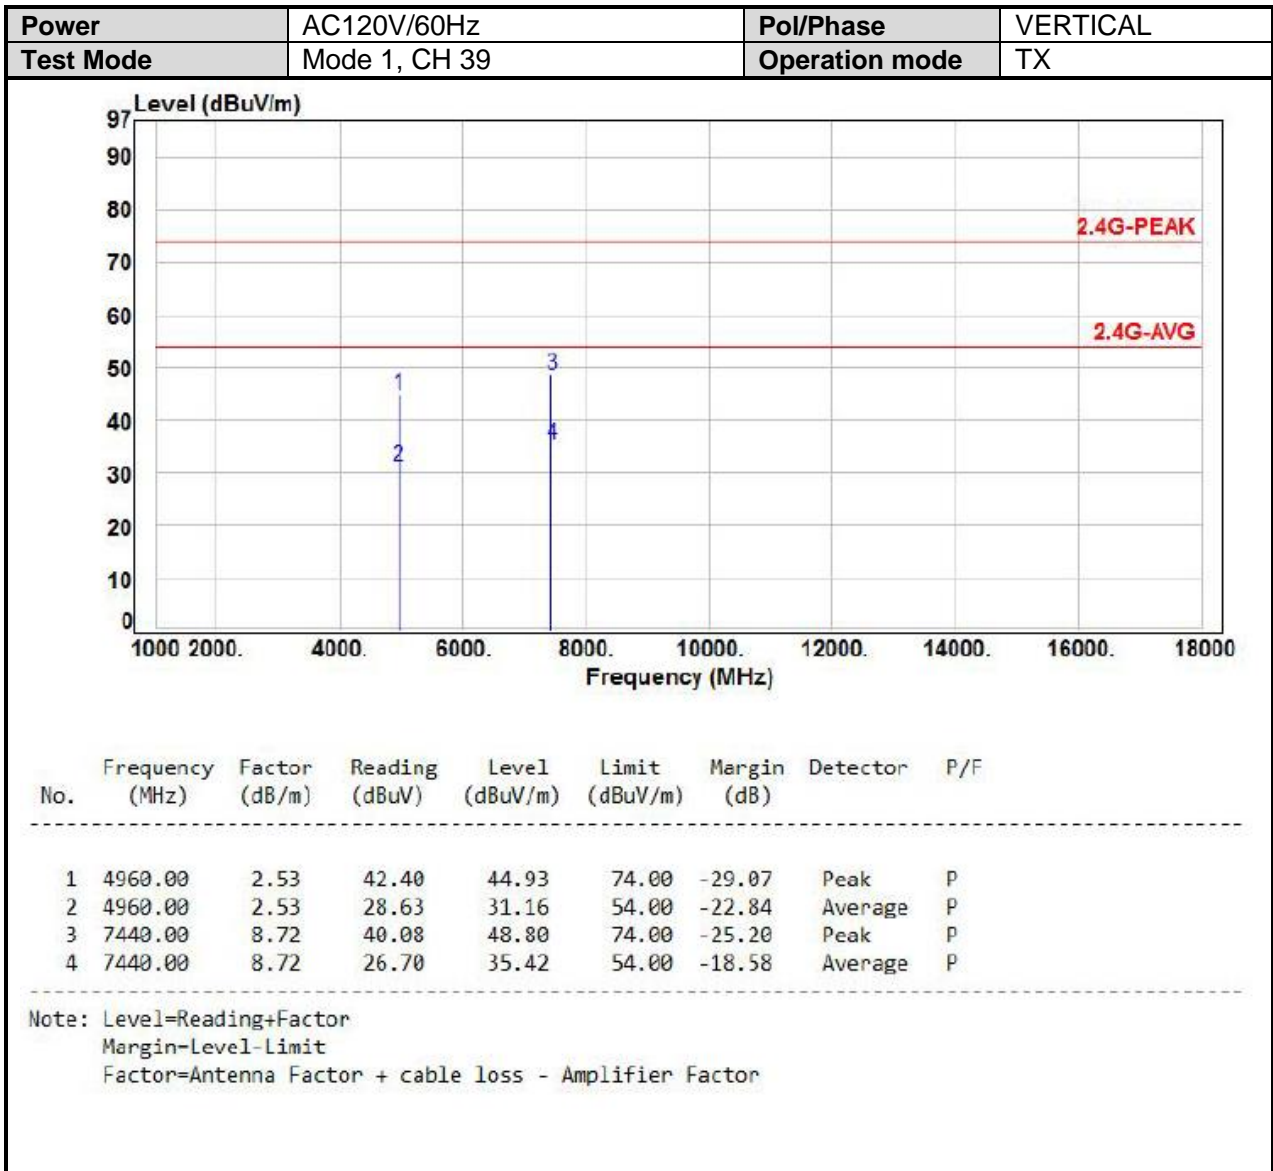 Power AC120V/60Hz Pol/Phase VERTICAL
Test Mode Mode 1, CH 39 Operation mode TX
Level (dBuV/m)
97
90
80
2.4G-PEAK
70
60
2.4G-AVG
50
3
1
40
4
2
30
20
10
0
1000 2000. 4000. 6000. 8000. 10000. 12000. 14000. 16000. 18000
Frequency (MHz)
Frequency Factor Reading Level Limit Margin Detector P/F
No. (MHz) (dB/m) (dBuV) (dBuV/m) (dBuV/m) (dB)
1 4960.00 2.53 42.40 44.93 74.00 -29.07 Peak P
2 4960.00 2.53 28.63 31.16 54.00 -22.84 Average P
3 7440.00 8.72 40.08 48.80 74.00 -25.20 Peak P
4 7440.00 8.72 26.70 35.42 54.00 -18.58 Average P
Note: Level=Reading+Factor
Margin=Level-Limit
Factor=Antenna Factor + cable loss - Amplifier Factor